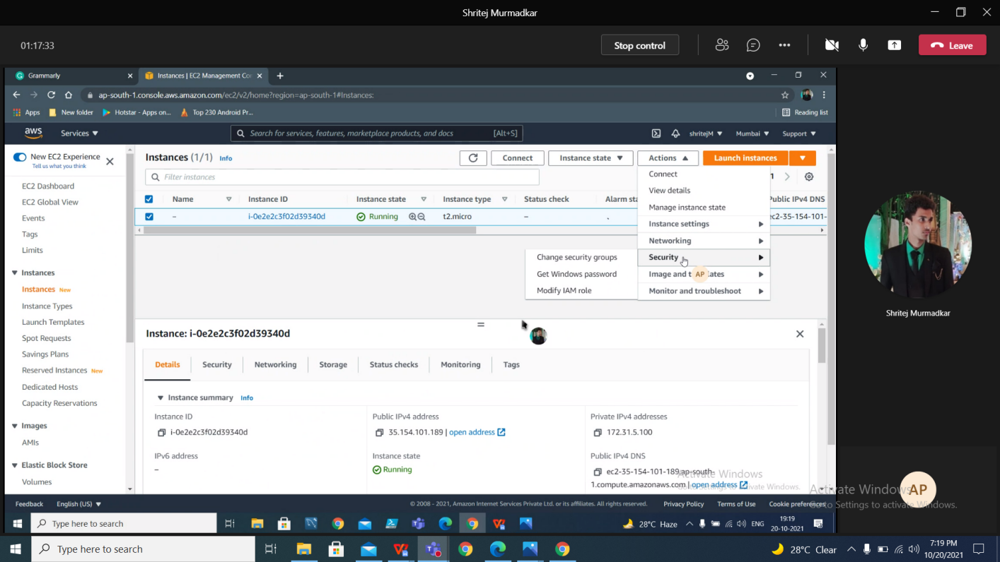 Shritej Murmadkar
01:17:33
Stop control
Leave
Grammarly
Instances | EC2 Management Co
ap-south-1.console.aws.amazon.com/ec2/v2/home?region=ap-south-1#Instances:
Apps New folder Hotstar - Apps on... Top 230 Android Pr... Reading list
aws Services Search for services, features, marketplace products, and docs [Alt+S] shritejM Mumbai Support
New EC2 Experience
Tell us what you think
EC2 Dashboard
EC2 Global View
Events
Tags
Limits
Instances
Instances New
Instance Types
Launch Templates
Spot Requests
Savings Plans
Reserved Instances New
Dedicated Hosts
Capacity Reservations
Images
AMIs
Elastic Block Store
Volumes
Instances (1/1) Info Connect Instance state Actions Launch instances
Filter instances 1
Name Instance ID Instance state Instance type Status check Alarm sta Public IPv4 DNS
– i-0e2e2c3f02d39340d Running t2.micro – ec2-35-154-101-
Connect
View details
Manage instance state
Instance settings
Networking
Security
Image and t AP lates
Monitor and troubleshoot
Change security groups
Get Windows password
Modify IAM role
Instance: i-0e2e2c3f02d39340d
Details Security Networking Storage Status checks Monitoring Tags
Instance summary Info
Instance ID Public IPv4 address Private IPv4 addresses
i-0e2e2c3f02d39340d 35.154.101.189 | open address 172.31.5.100
IPv6 address Instance state Public IPv4 DNS
– Running ec2-35-154-101-189.ap-south-
1.compute.amazonaws.com | open address
Activate Windows
Go to Settings to activate Windows.
Shritej Murmadkar
AP
Activate Windows
Go to Settings to activate Windows.
Feedback English (US) © 2008 - 2021, Amazon Internet Services Private Ltd. or its affiliates. All rights reserved. Privacy Policy Terms of Use Cookie preferences
Type here to search 28°C Haze ENG 19:19
20-10-2021
Type here to search 28°C Clear 7:19 PM
10/20/2021